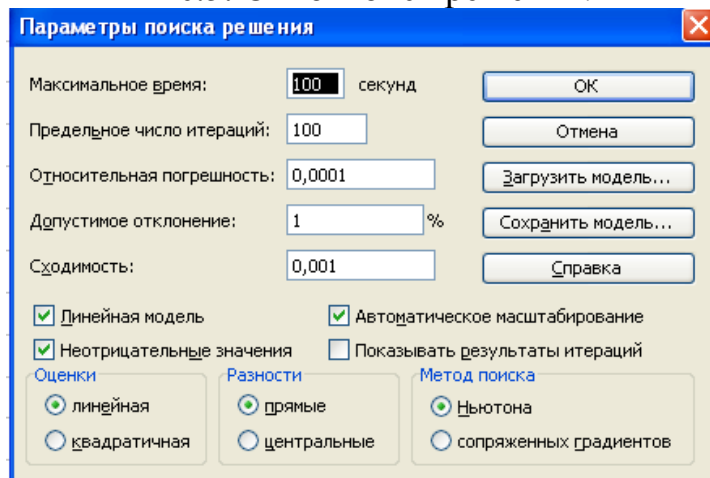 Параметры поиска решения
Максимальное время: 100 секунд ОК
Предельное число итераций: 100 Отмена
Относительная погрешность: 0,0001 Загрузить модель...
Допустимое отклонение: 1 % Сохранить модель...
Сходимость: 0,001 Справка
Линейная модель Автоматическое масштабирование
Неотрицательные значения Показывать результаты итераций
Оценки Разности Метод поиска
линейная прямые Ньютона
квадратичная центральные сопряженных градиентов